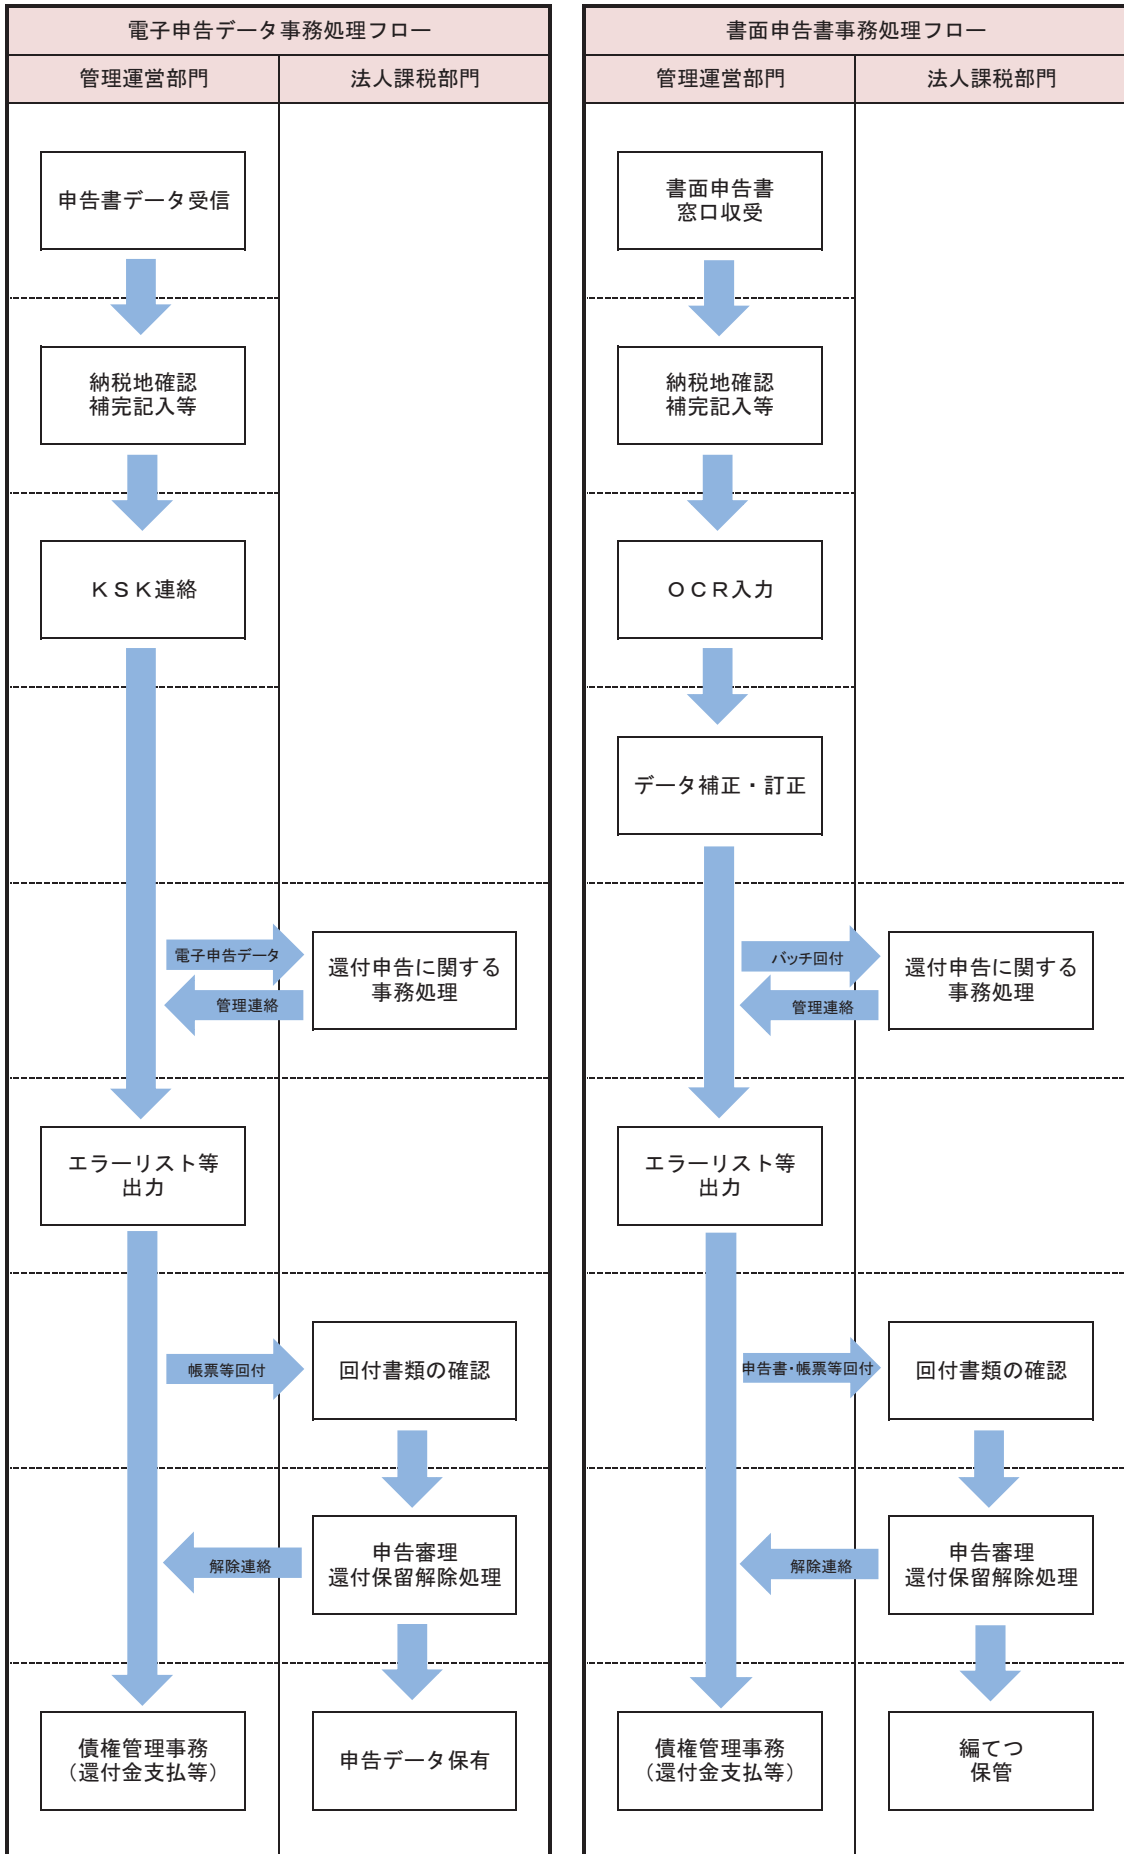 電子申告データ事務処理フロー
管理運営部門
法人課税部門
申告書データ受信
納税地確認
補完記入等
ＫＳＫ連絡
電子申告データ
還付申告に関する
事務処理
管理連絡
エラーリスト等
出力
帳票等回付
回付書類の確認
申告審理
還付保留解除処理
解除連絡
債権管理事務
（還付金支払等）
申告データ保有
書面申告書事務処理フロー
管理運営部門
法人課税部門
書面申告書
窓口収受
納税地確認
補完記入等
ＯＣＲ入力
データ補正・訂正
バッチ回付
還付申告に関する
事務処理
管理連絡
エラーリスト等
出力
申告書・帳票等回付
回付書類の確認
申告審理
還付保留解除処理
解除連絡
債権管理事務
（還付金支払等）
編てつ
保管